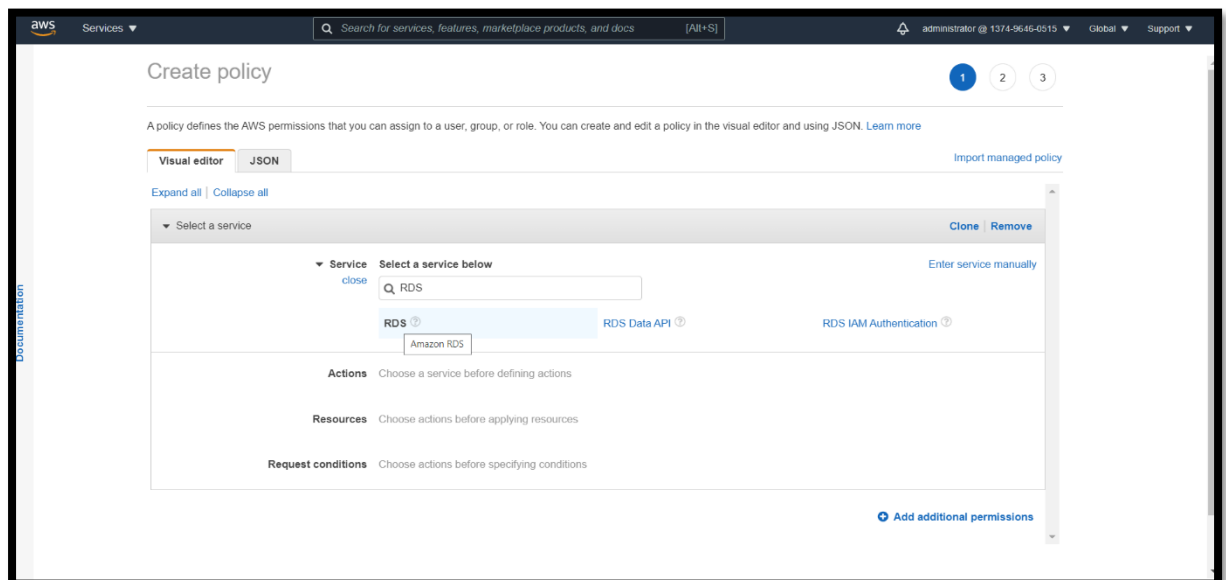 aws Services Search for services, features, marketplace products, and docs [Alt+S] administrator @ 1374-9646-0515 Global Support
Create policy 1 2 3
A policy defines the AWS permissions that you can assign to a user, group, or role. You can create and edit a policy in the visual editor and using JSON. Learn more
Visual editor JSON Import managed policy
Expand all | Collapse all
Select a service Clone | Remove
Service Select a service below Enter service manually
close RDS
RDS ? RDS Data API ? RDS IAM Authentication ?
Amazon RDS
Actions Choose a service before defining actions
Resources Choose actions before applying resources
Request conditions Choose actions before specifying conditions
Add additional permissions
Documentation